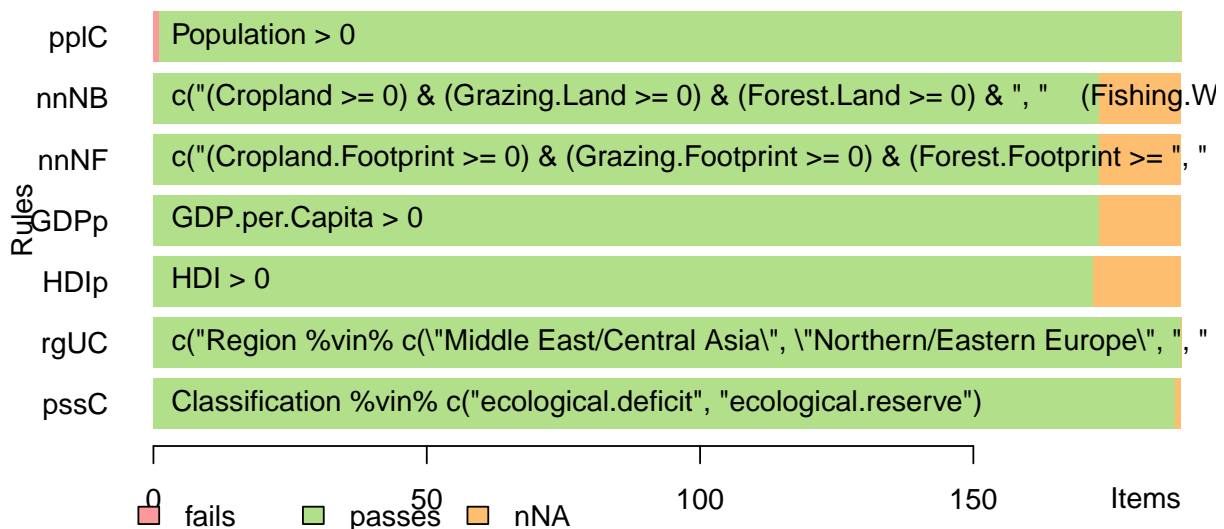 pplC Population > 0
nnNB c("(Cropland >= 0) & (Grazing.Land >= 0) & (Forest.Land >= 0) & ", " (Fishing.W
nnNF c("(Cropland.Footprint >= 0) & (Grazing.Footprint >= 0) & (Forest.Footprint >= ", "
Rules
GDPp GDP.per.Capita > 0
HDIp HDI > 0
rgUC c("Region %vin% c(\"Middle East/Central Asia\", \"Northern/Eastern Europe\", ", "
pssC Classification %vin% c("ecological.deficit", "ecological.reserve")
0 50 100 150 Items
fails passes nNA